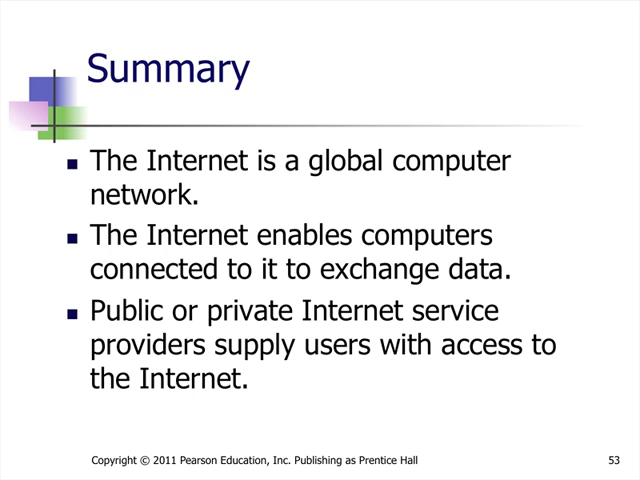 Summary
The Internet is a global computer
network.
The Internet enables computers
connected to it to exchange data.
Public or private Internet service
providers supply users with access to
the Internet.
Copyright © 2011 Pearson Education, Inc. Publishing as Prentice Hall
53